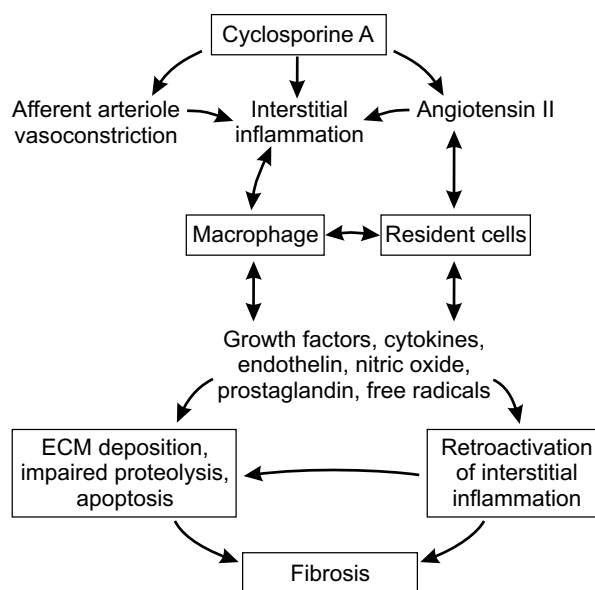 Cyclosporine A
Afferent arteriole
vasoconstriction
Interstitial
inflammation
Angiotensin II
Macrophage
Resident cells
Growth factors, cytokines,
endothelin, nitric oxide,
prostaglandin, free radicals
ECM deposition,
impaired proteolysis,
apoptosis
Retroactivation
of interstitial
inflammation
Fibrosis